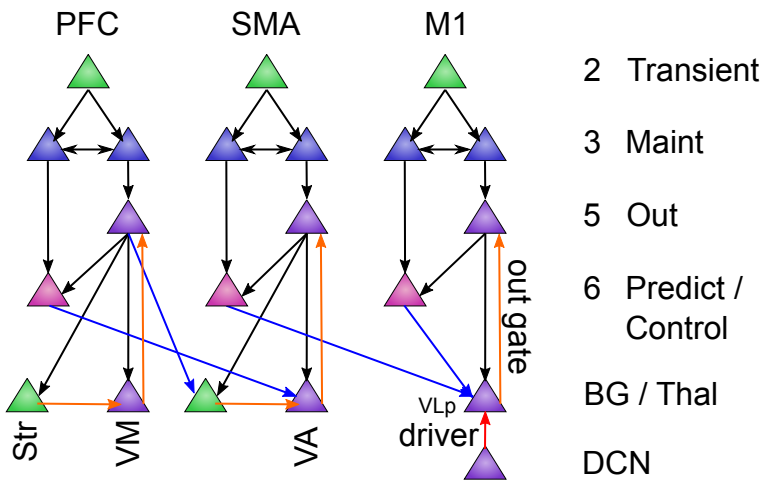 PFC SMA M1
2 Transient
3 Maint
5 Out
6 Predict /
Control
out gate
BG / Thal
VLp
driver
Str VM VA
DCN